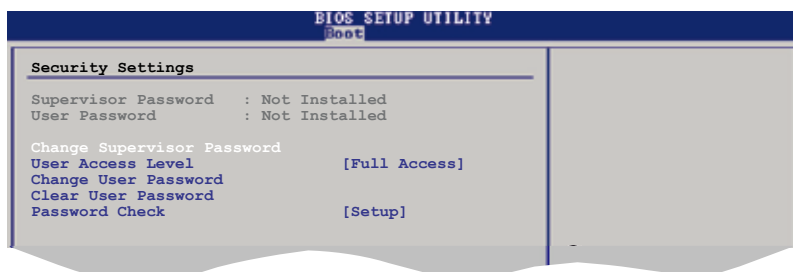 BIOS SETUP UTILITY
Boot
Security Settings
Supervisor Password : Not Installed
User Password : Not Installed
Change Supervisor Password
User Access Level [Full Access]
Change User Password
Clear User Password
Password Check [Setup]